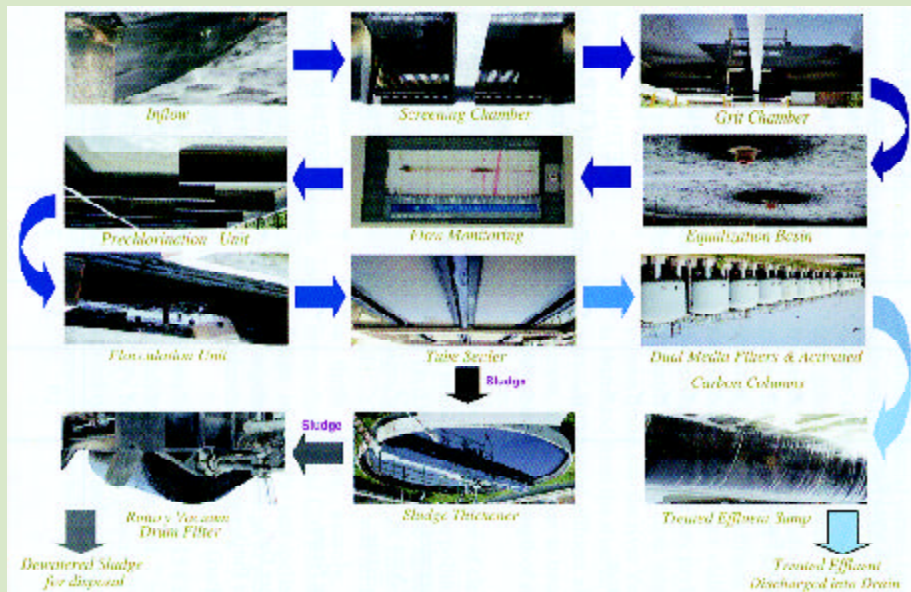 Inflow
Screening Chamber
Grit Chamber
Prechlorination Unit
Flow Monitoring
Equalization Basin
Flocculation Unit
Tube Settler
Dual Media Filters & Activated
Carbon Columns
Sludge
Sludge
Rotary Vacuum
Drum Filter
Sludge Thickener
Treated Effluent Sump
Dewatered Sludge
for disposal
Treated Effluent
Discharged into Drain